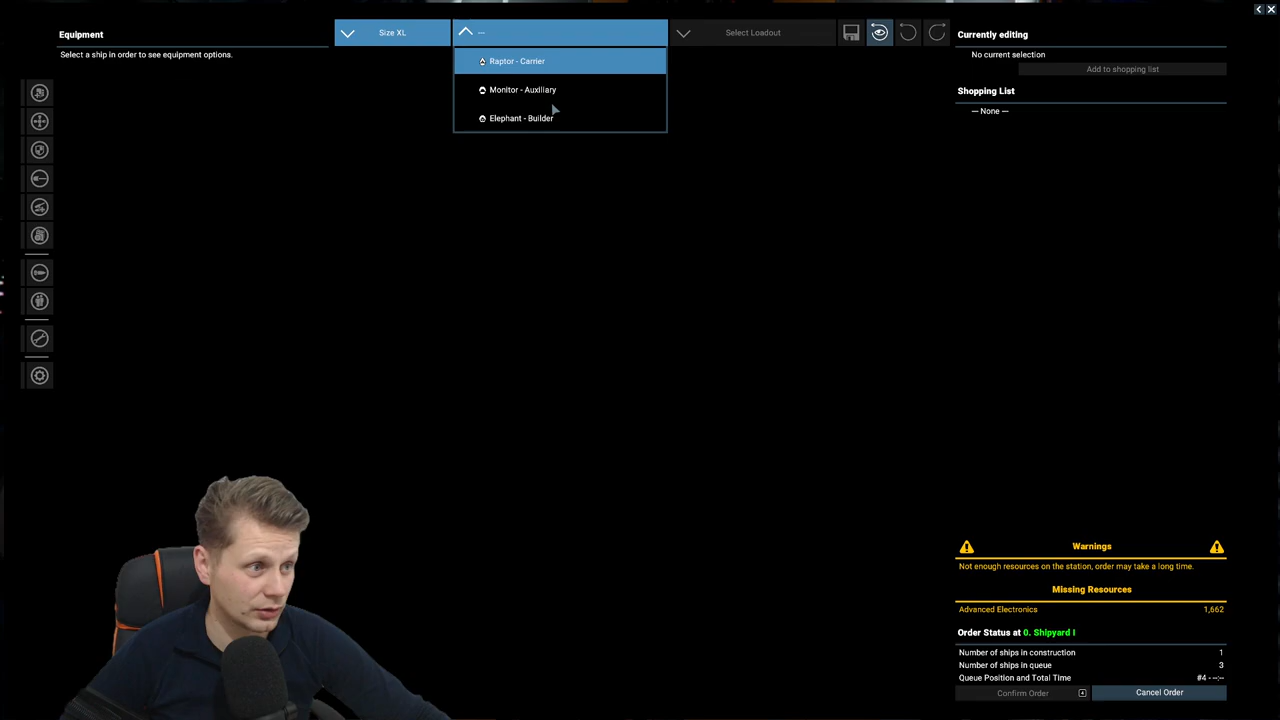 Equipment
Select a ship in order to see equipment options.
Size XL
---
Raptor - Carrier
Monitor - Auxiliary
Elephant - Builder
Select Loadout
Currently editing
No current selection
Add to shopping list
Shopping List
--- None ---
Warnings
Not enough resources on the station, order may take a long time.
Missing Resources
Advanced Electronics 1,662
Order Status at 0. Shipyard I
Number of ships in construction 1
Number of ships in queue 3
Queue Position and Total Time #4 - --:--
Confirm Order
Cancel Order